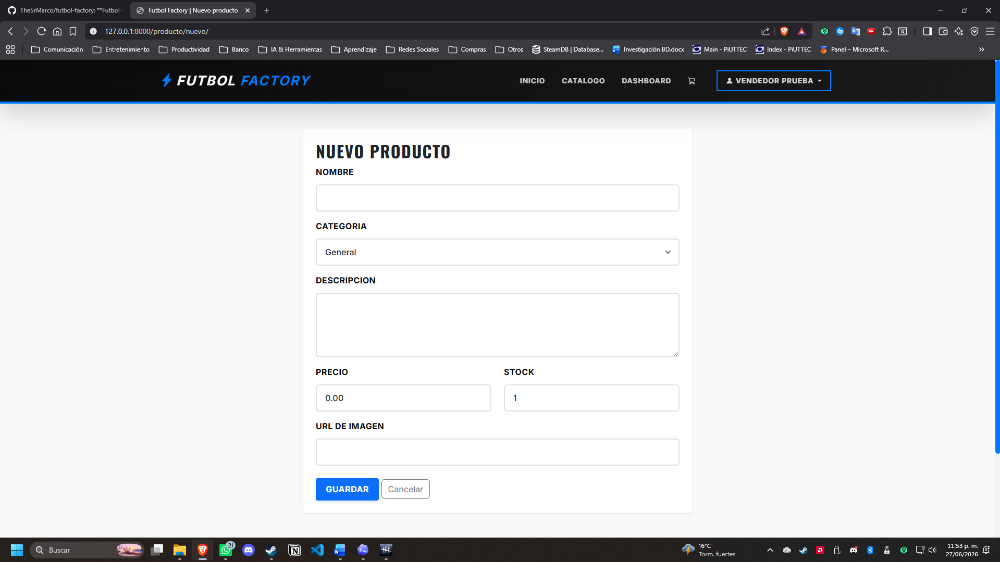 TheSrMarco/futbol-factory: **Futbol-
Futbol Factory | Nuevo producto
127.0.0.1:8000/producto/nuevo/
Comunicación
Entretenimiento
Productividad
Banco
IA & Herramientas
Aprendizaje
Redes Sociales
Compras
Otros
SteamDB | Database...
Investigación BD.docx
Main - PiUTTEC
Index - PiUTTEC
Panel – Microsoft R...
FUTBOL FACTORY
INICIO
CATALOGO
DASHBOARD
VENDEDOR PRUEBA
NUEVO PRODUCTO
NOMBRE
CATEGORIA
General
DESCRIPCION
PRECIO
STOCK
0.00
1
URL DE IMAGEN
GUARDAR
Cancelar
Buscar
21
16°C
Torm. fuertes
11:53 p. m.
27/06/2026